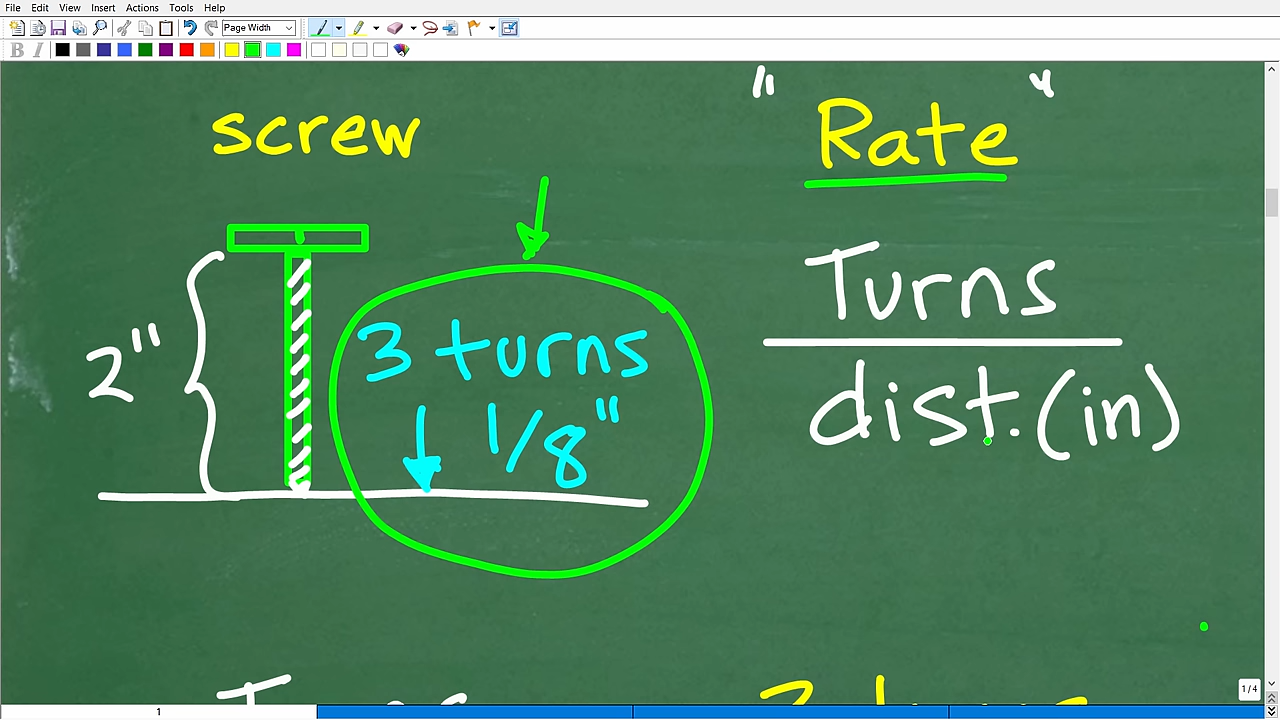 File Edit View Insert Actions Tools Help
Page Width
B I
screw
"Rate"
Turns
dist.(in)
2"
3 turns
1/8"
1/4
1